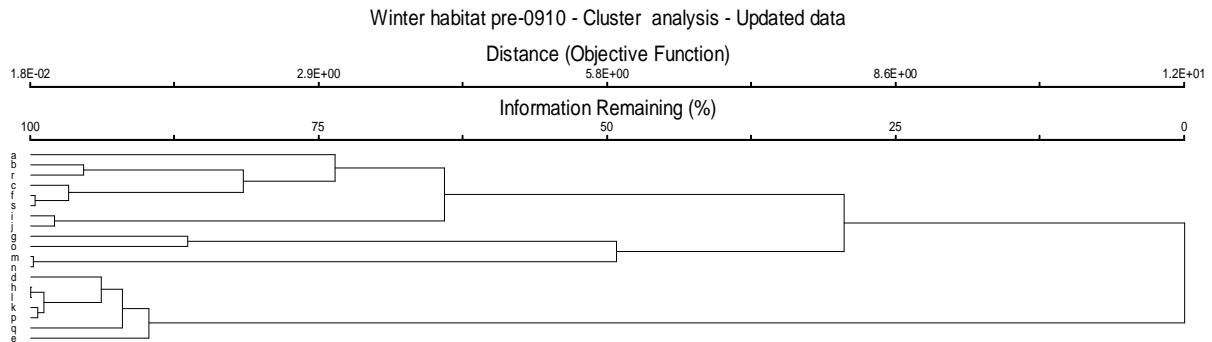 Winter habitat pre-0910 - Cluster analysis - Updated data
Distance (Objective Function)
1.8E-02 2.9E+00 5.8E+00 8.6E+00 1.2E+01
Information Remaining (%)
100 75 50 25 0
a
b
r
c
f
s
i
j
g
o
m
n
d
h
l
k
p
q
e